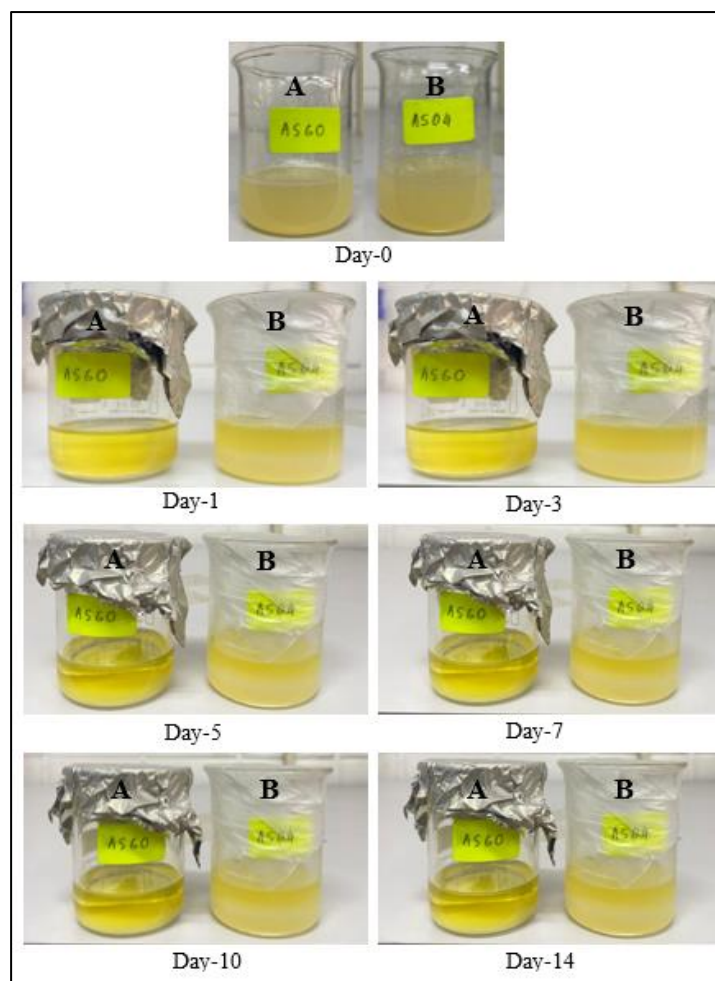 A B
AS60 AS04
Day-0
A B
AS60 AS04
Day-1
A B
AS60 AS04
Day-3
A B
AS60 AS04
Day-5
A B
AS60 AS04
Day-7
A B
AS60 AS04
Day-10
A B
AS60 AS04
Day-14